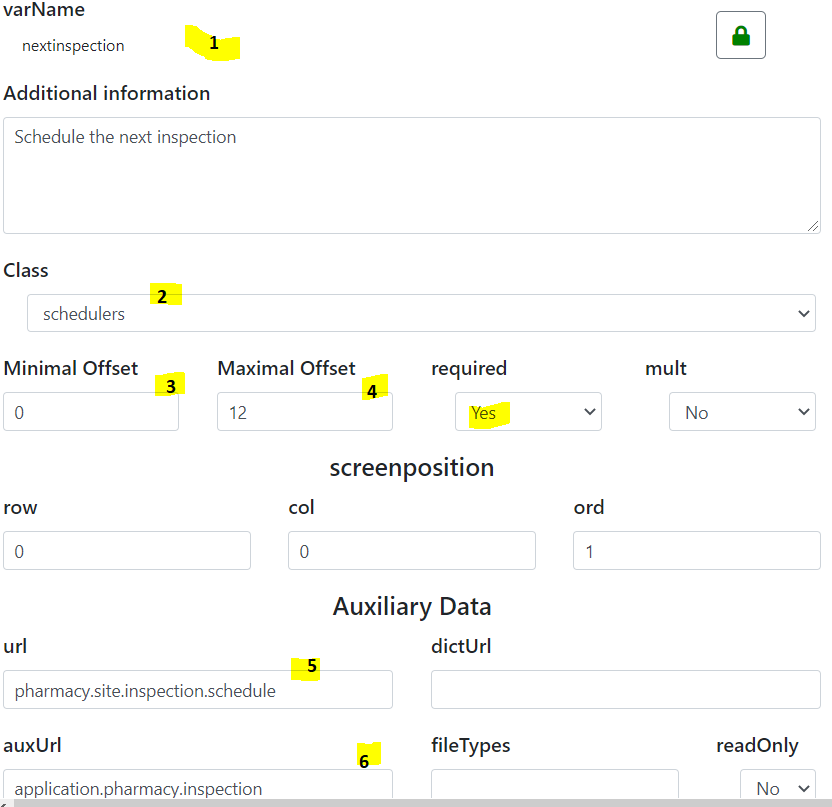 varName
nextinspection 1
Additional information
Schedule the next inspection
Class
2
schedulers
Minimal Offset Maximal Offset required mult
3 4
0 12 Yes No
screenposition
row col ord
0 0 1
Auxiliary Data
url dictUrl
5
pharmacy.site.inspection.schedule
auxUrl fileTypes readOnly
6
application.pharmacy.inspection No